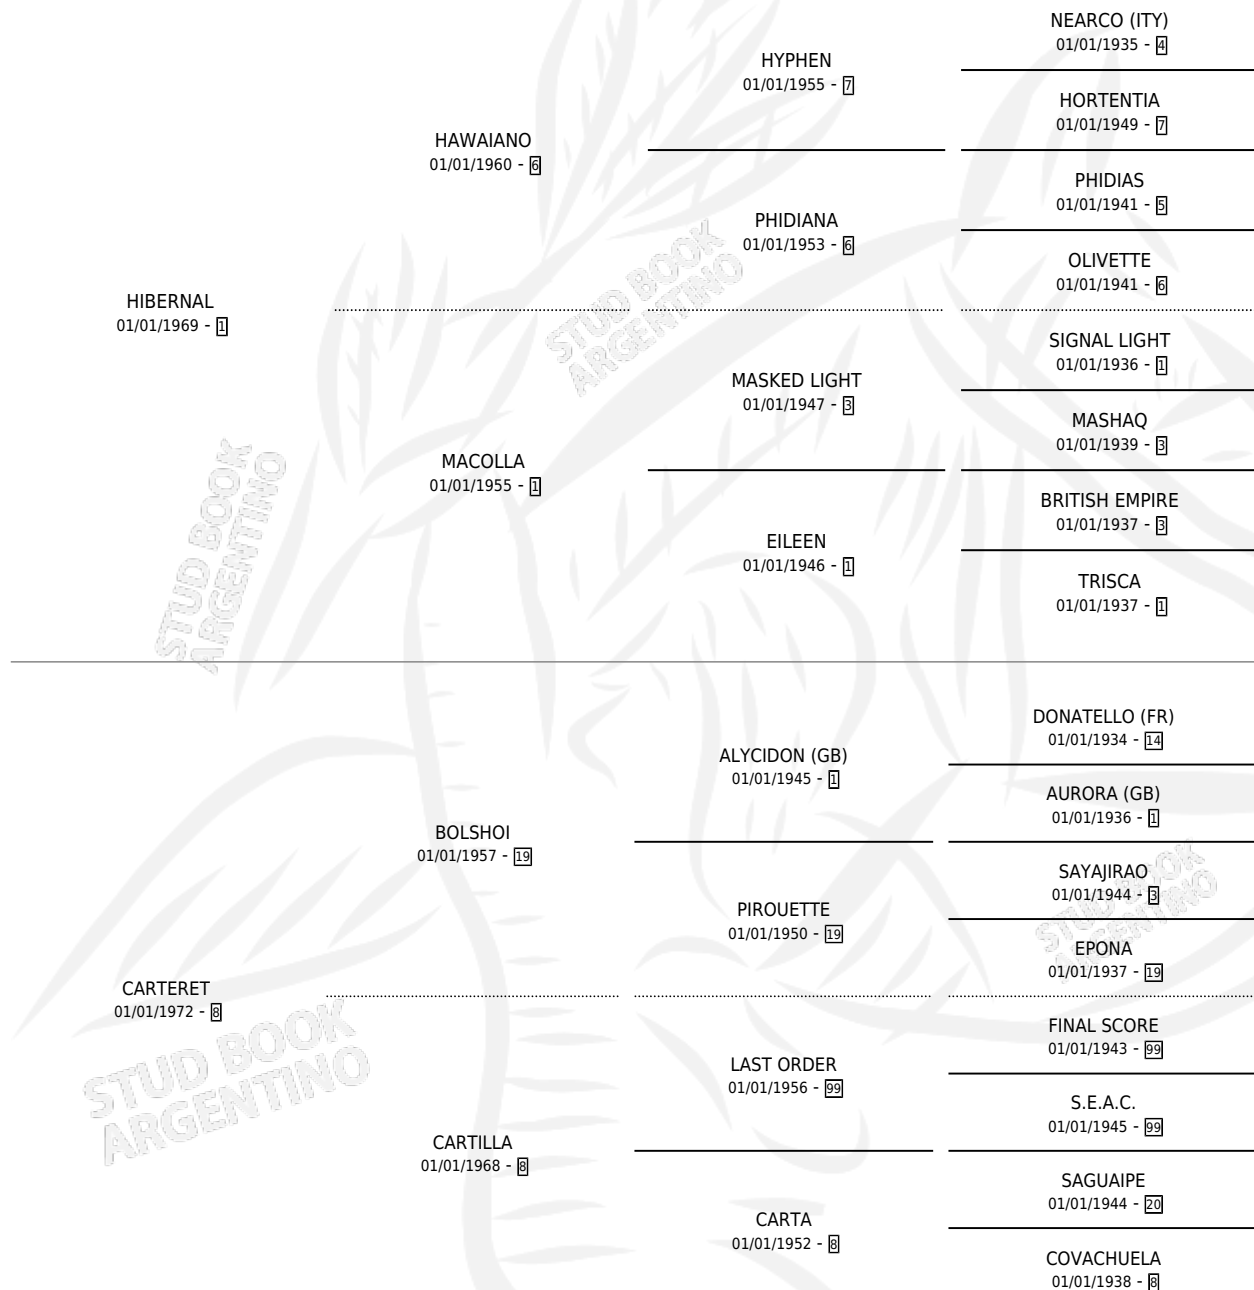 NEARCO (ITY)
01/01/1935 - 4
HYPHEN
01/01/1955 - 7
HORTENTIA
01/01/1949 - 7
HAWAIANO
01/01/1960 - 6
PHIDIAS
01/01/1941 - 5
PHIDIANA
01/01/1953 - 6
OLIVETTE
01/01/1941 - 6
HIBERNAL
01/01/1969 - 1
SIGNAL LIGHT
01/01/1936 - 1
MASKED LIGHT
01/01/1947 - 3
MASHAQ
01/01/1939 - 3
MACOLLA
01/01/1955 - 1
BRITISH EMPIRE
01/01/1937 - 3
EILEEN
01/01/1946 - 1
TRISCA
01/01/1937 - 1
STUD BOOK
ARGENTINO
STUD BOOK
ARGENTINO
DONATELLO (FR)
01/01/1934 - 14
ALYCIDON (GB)
01/01/1945 - 1
AURORA (GB)
01/01/1936 - 1
BOLSHOI
01/01/1957 - 19
SAYAJIRAO
01/01/1944 - 3
PIROUETTE
01/01/1950 - 19
EPONA
01/01/1937 - 19
CARTERET
01/01/1972 - 8
FINAL SCORE
01/01/1943 - 99
LAST ORDER
01/01/1956 - 99
S.E.A.C.
01/01/1945 - 99
CARTILLA
01/01/1968 - 8
SAGUAIPE
01/01/1944 - 20
CARTA
01/01/1952 - 8
COVACHUELA
01/01/1938 - 8
STUD BOOK
ARGENTINO
STUD BOOK
ARGENTINO